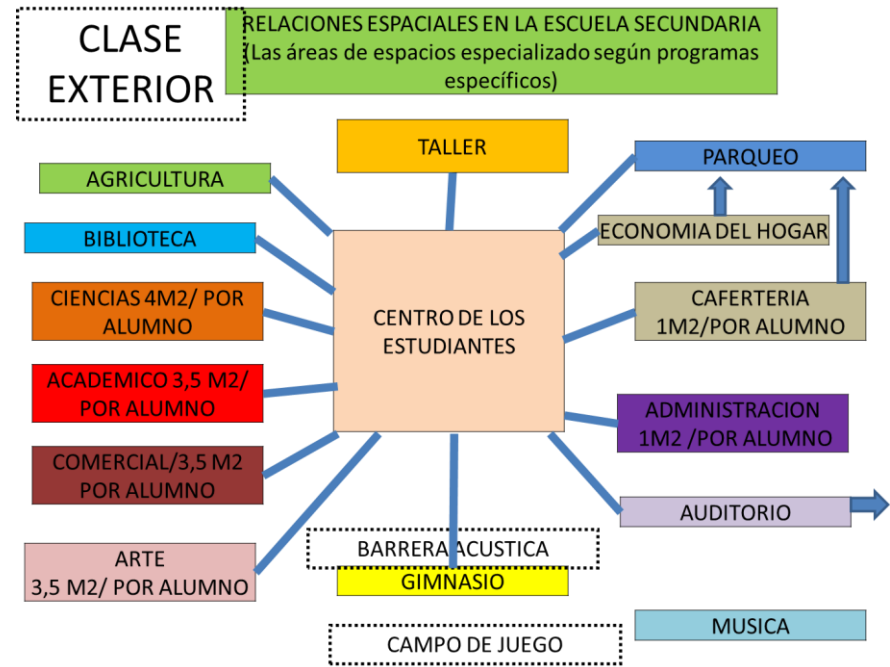 CLASE
EXTERIOR
RELACIONES ESPACIALES EN LA ESCUELA SECUNDARIA
(Las áreas de espacios especializado según programas
específicos)
TALLER
PARQUEO
AGRICULTURA
BIBLIOTECA
ECONOMIA DEL HOGAR
CIENCIAS 4M2/ POR
ALUMNO
CAFERTERIA
1M2/POR ALUMNO
CENTRO DE LOS
ESTUDIANTES
ACADEMICO 3,5 M2/
POR ALUMNO
ADMINISTRACION
1M2 /POR ALUMNO
COMERCIAL/3,5 M2
POR ALUMNO
AUDITORIO
ARTE
3,5 M2/ POR ALUMNO
BARRERA ACUSTICA
GIMNASIO
CAMPO DE JUEGO
MUSICA